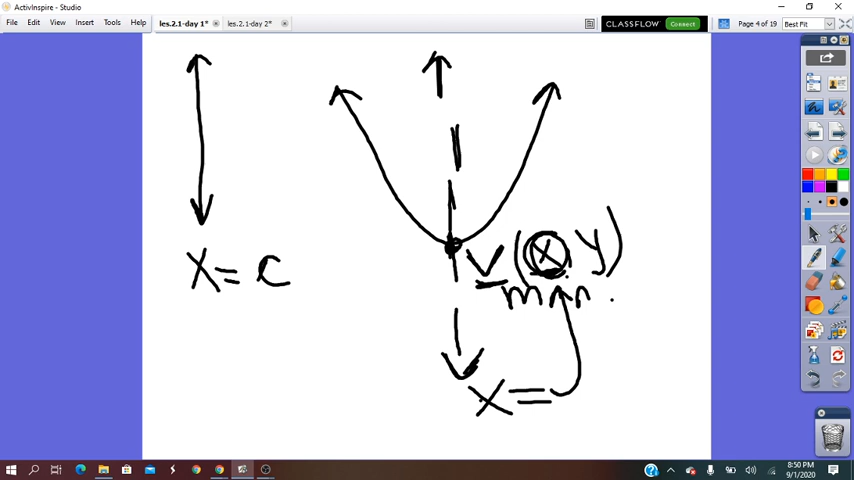 ActivInspire - Studio
File Edit View Insert Tools Help
les.2.1-day 1*
les.2.1-day 2*
CLASSFLOW Connect
Page 4 of 19
Best Fit
X = C
V (X, y)
min.
X =
8:50 PM
9/1/2020